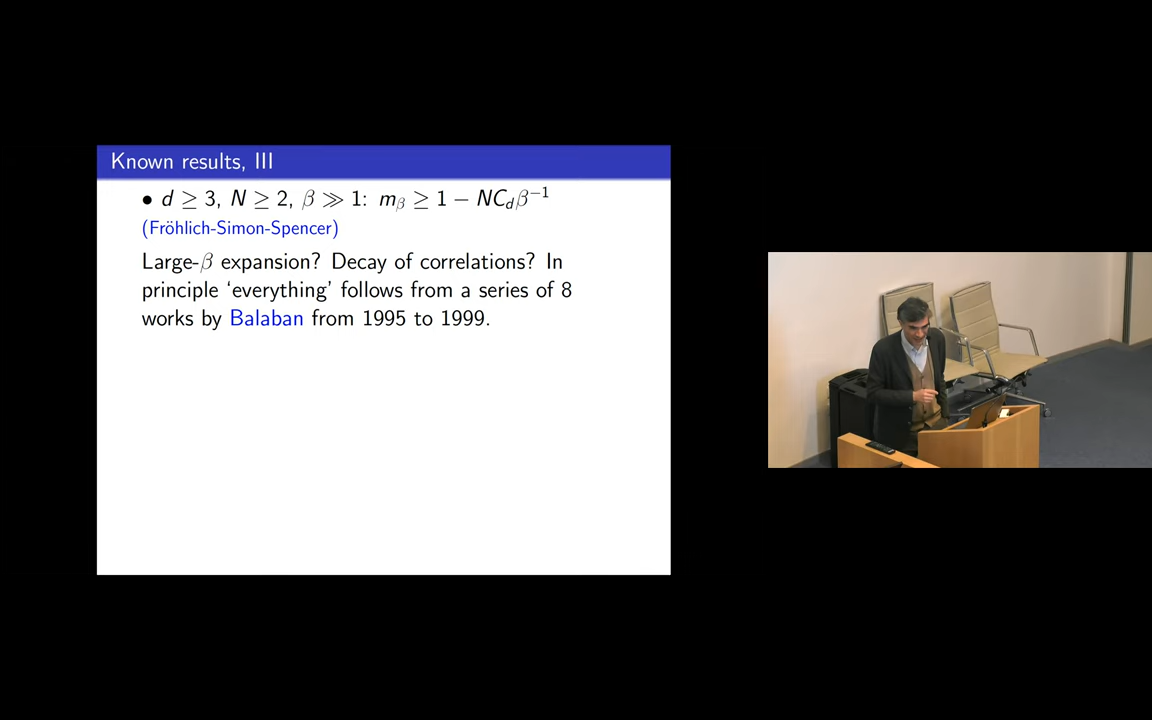 Known results, III
• d ≥ 3, N ≥ 2, β ≫ 1: m_β ≥ 1 − NC_dβ⁻¹
(Fröhlich-Simon-Spencer)
Large-β expansion? Decay of correlations? In
principle ‘everything’ follows from a series of 8
works by Balaban from 1995 to 1999.